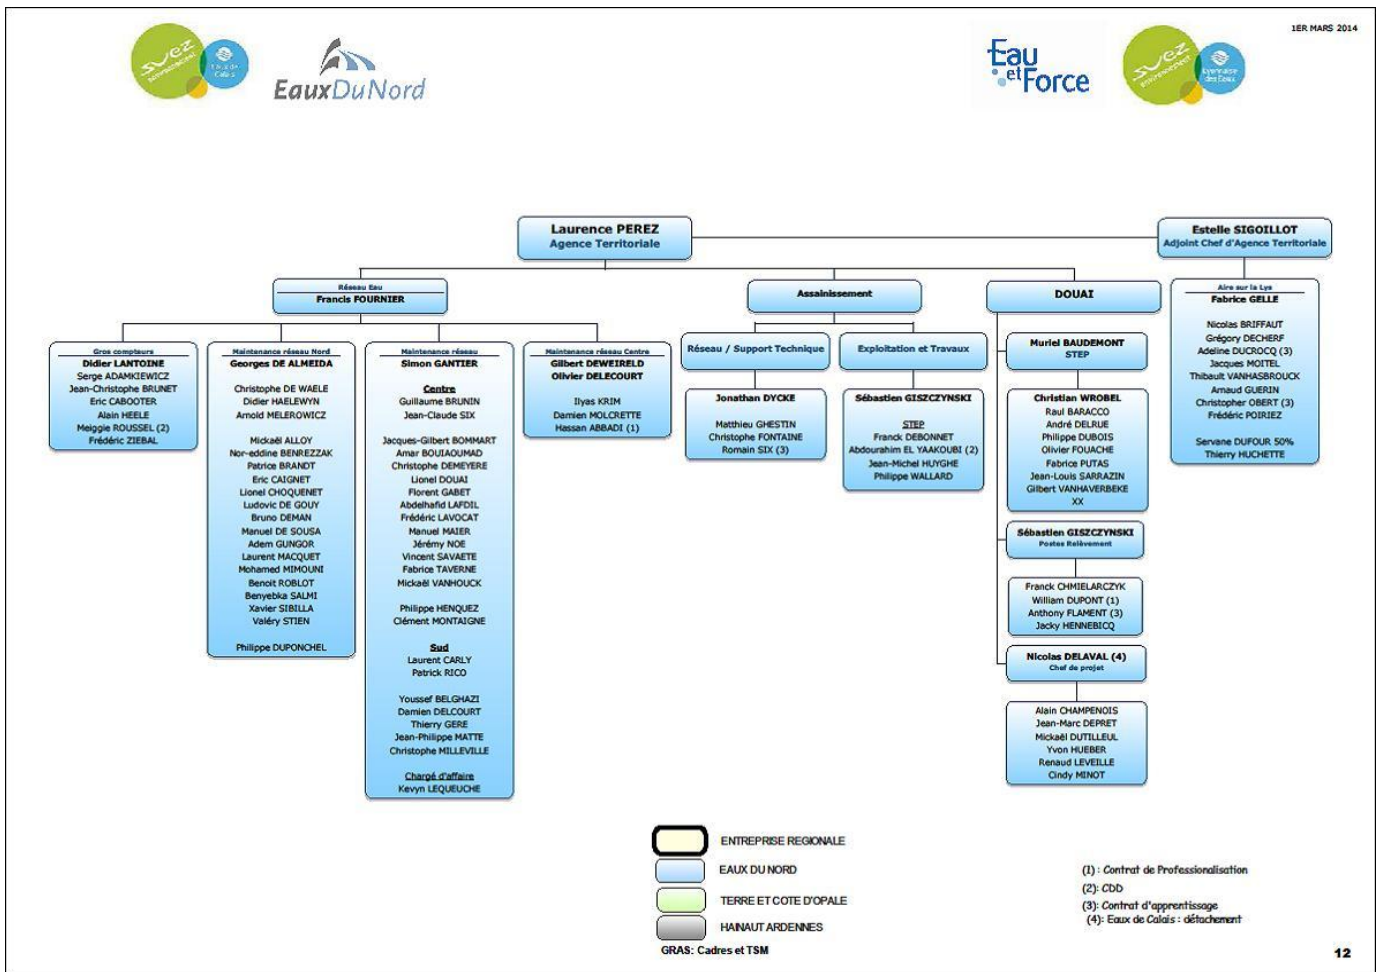 1ER MARS 2014
suez
environnement
Eaux de
Calais
EauxDuNord
Eau
et Force
suez
environnement
Lyonnaise
des Eaux
Laurence PEREZ
Agence Territoriale
Estelle SIGOILLOT
Adjoint Chef d'Agence Territoriale
Réseau Eau
Francis FOURNIER
Assainissement
DOUAI
Aire sur la Lys
Fabrice GELLE
Nicolas BRIFFAUT
Grégory DECHERF
Adeline DUCROCQ (3)
Jacques MOITEL
Thibault VANHASBROUCK
Arnaud GUERIN
Christopher OBERT (3)
Frédéric POIRIEZ
Servane DUFOUR 50%
Thierry HUCHETTE
Gros compteurs
Didier LANTOINE
Serge ADAMKIEWICZ
Jean-Christophe BRUNET
Eric CABOOTER
Alain HEELE
Meiggie ROUSSEL (2)
Frédéric ZIEBAL
Maintenance réseau Nord
Georges DE ALMEIDA
Christophe DE WAELE
Didier HAELEWYN
Arnold MELEROWICZ
Mickaël ALLOY
Nor-eddine BENREZZAK
Patrice BRANDT
Eric CAIGNET
Lionel CHOQUENET
Ludovic DE GOUY
Bruno DEMAN
Manuel DE SOUSA
Adem GUNGOR
Laurent MACQUET
Mohamed MIMOUNI
Benoit ROBLOT
Benyebka SALMI
Xavier SIBILLA
Valéry STIEN
Philippe DUPONCHEL
Maintenance réseau
Simon GANTIER
Centre
Guillaume BRUNIN
Jean-Claude SIX
Jacques-Gilbert BOMMART
Amar BOUIAOUMAD
Christophe DEMEYERE
Lionel DOUAI
Florent GABET
Abdelhafid LAFDIL
Frédéric LAVOCAT
Manuel MAIER
Jérémy NOE
Vincent SAVAETE
Fabrice TAVERNE
Mickaël VANHOUCK
Philippe HENQUEZ
Clément MONTAIGNE
Sud
Laurent CARLY
Patrick RICO
Youssef BELGHAZI
Damien DELCOURT
Thierry GERE
Jean-Philippe MATTE
Christophe MILLEVILLE
Chargé d'affaire
Kevyn LEQUEUCHE
Maintenance réseau Centre
Gilbert DEWEIRELD
Olivier DELECOURT
Ilyas KRIM
Damien MOLCRETTE
Hassan ABBADI (1)
Réseau / Support Technique
Jonathan DYCKE
Matthieu GHESTIN
Christophe FONTAINE
Romain SIX (3)
Exploitation et Travaux
Sébastien GISZCZYNSKI
STEP
Franck DEBONNET
Abdourahim EL YAAKOUBI (2)
Jean-Michel HUYGHE
Philippe WALLARD
Muriel BAUDEMONT
STEP
Christian WROBEL
Raul BARACCO
André DELRUE
Philippe DUBOIS
Olivier FOUACHE
Fabrice PUTAS
Jean-Louis SARRAZIN
Gilbert VANHAVERBEKE
XX
Sébastien GISZCZYNSKI
Postes Relèvement
Franck CHMIELARCZYK
William DUPONT (1)
Anthony FLAMENT (3)
Jacky HENNEBICQ
Nicolas DELAVAL (4)
Chef de projet
Alain CHAMPENOIS
Jean-Marc DEPRET
Mickaël DUTILLEUL
Yvon HUEBER
Renaud LEVEILLE
Cindy MINOT
ENTREPRISE REGIONALE
EAUX DU NORD
TERRE ET COTE D'OPALE
HAINAUT ARDENNES
GRAS: Cadres et TSM
(1) : Contrat de Professionalisation
(2): CDD
(3): Contrat d'apprentissage
(4): Eaux de Calais : détachement
12